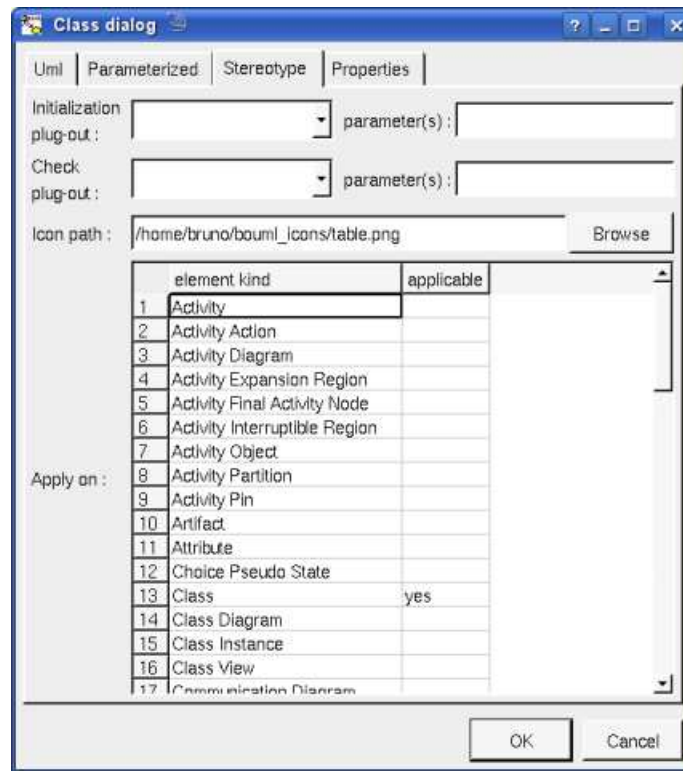 Class dialog
Uml Parameterized Stereotype Properties
Initialization plug-out : parameter(s) :
Check plug-out : parameter(s) :
Icon path : /home/bruno/bouml_icons/table.png Browse
element kind applicable
1 Activity
2 Activity Action
3 Activity Diagram
4 Activity Expansion Region
5 Activity Final Activity Node
6 Activity Interruptible Region
7 Activity Object
8 Activity Partition
Apply on :
9 Activity Pin
10 Artifact
11 Attribute
12 Choice Pseudo State
13 Class yes
14 Class Diagram
15 Class Instance
16 Class View
17 Communication Diagram
OK Cancel